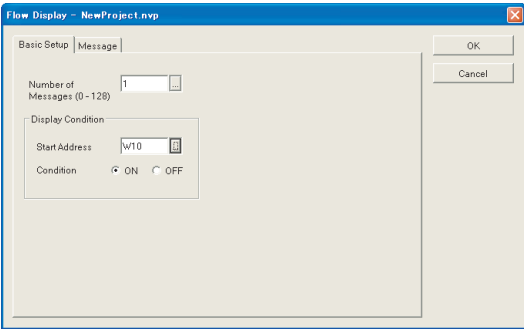 Flow Display - NewProject.nvp
Basic Setup
Message
OK
Cancel
Number of
Messages (0-128)
1
...
Display Condition
Start Address
W10
Condition
ON
OFF